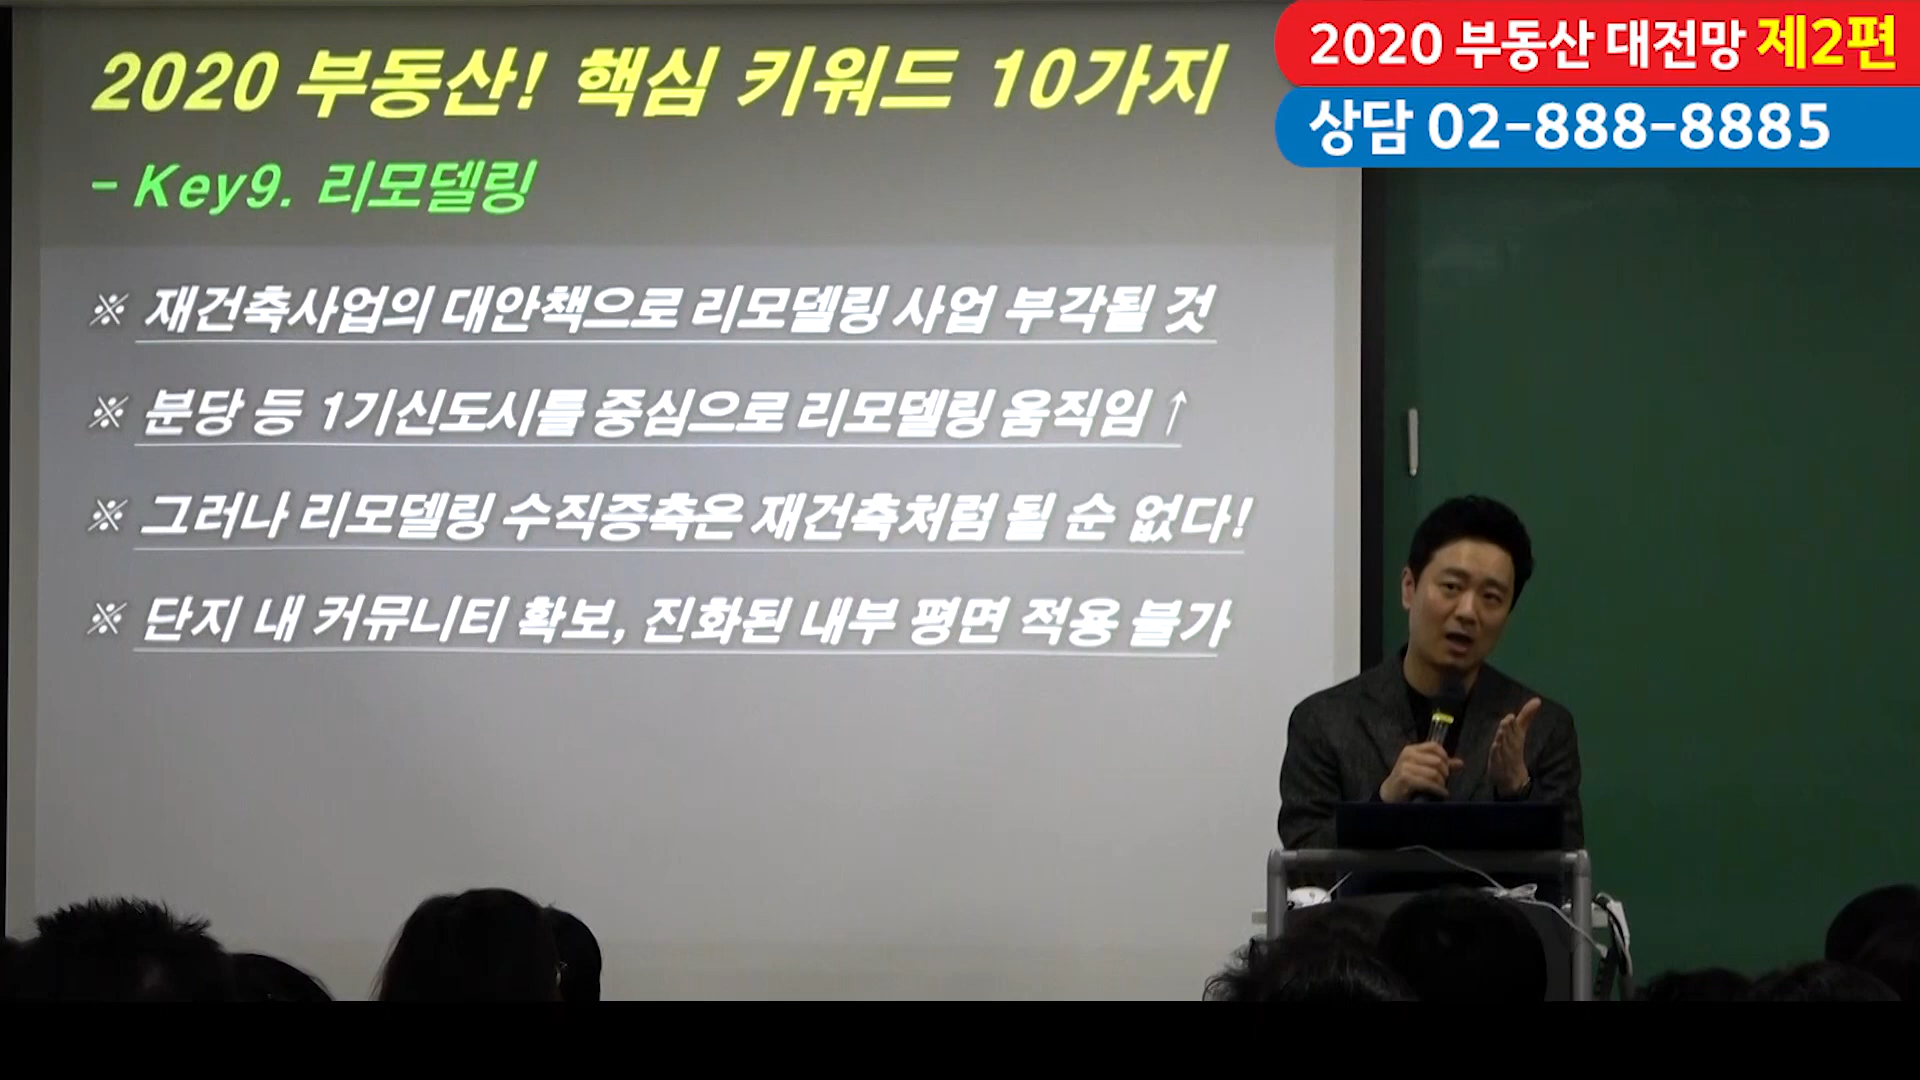 2020 부동산! 핵심 키워드 10가지
- Key9. 리모델링
※ 재건축사업의 대안책으로 리모델링 사업 부각될 것
※ 분당 등 1기신도시를 중심으로 리모델링 움직임 ↑
※ 그러나 리모델링 수직증축은 재건축처럼 될 순 없다!
※ 단지 내 커뮤니티 확보, 진화된 내부 평면 적용 불가
2020 부동산 대전망 제2편
상담 02-888-8885